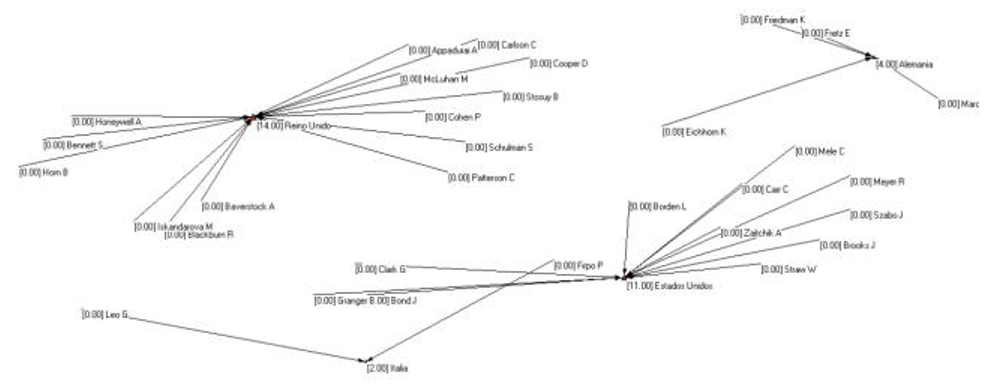 [0.00] Friedman K
[0.00] Fretz E
[4.00] Alemania
[0.00] Marc
[0.00] Eichhorn K
[0.00] Appadurai A
[0.00] Carlson C
[0.00] Cooper D
[0.00] McLuhan M
[0.00] Stosuy B
[0.00] Cohen P
[0.00] Honeywell A
[14.00] Reino Unido
[0.00] Bennett S
[0.00] Schulman S
[0.00] Horn B
[0.00] Patterson C
[0.00] Baverstock A
[0.00] Iskandarova M
[0.00] Blackburn R
[0.00] Mele C
[0.00] Carr C
[0.00] Meyer R
[0.00] Borden L
[0.00] Szabo J
[0.00] Zaitchik A
[0.00] Brooks J
[0.00] Clark G
[0.00] Firpo P
[0.00] Straw W
[11.00] Estados Unidos
[0.00] Granger B
0.00] Bond J
[0.00] Leo G
[2.00] Italia